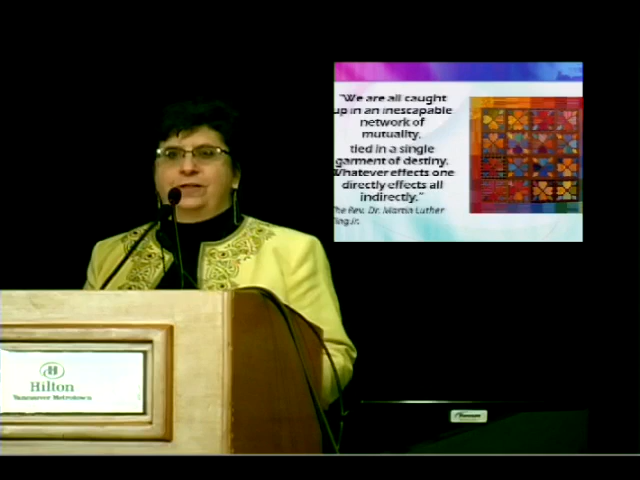 "We are all caught
up in an inescapable
network of
mutuality,
tied in a single
garment of destiny.
Whatever effects one
directly effects all
indirectly."
The Rev. Dr. Martin Luther
King Jr.
Hilton
Vancouver Metrotown